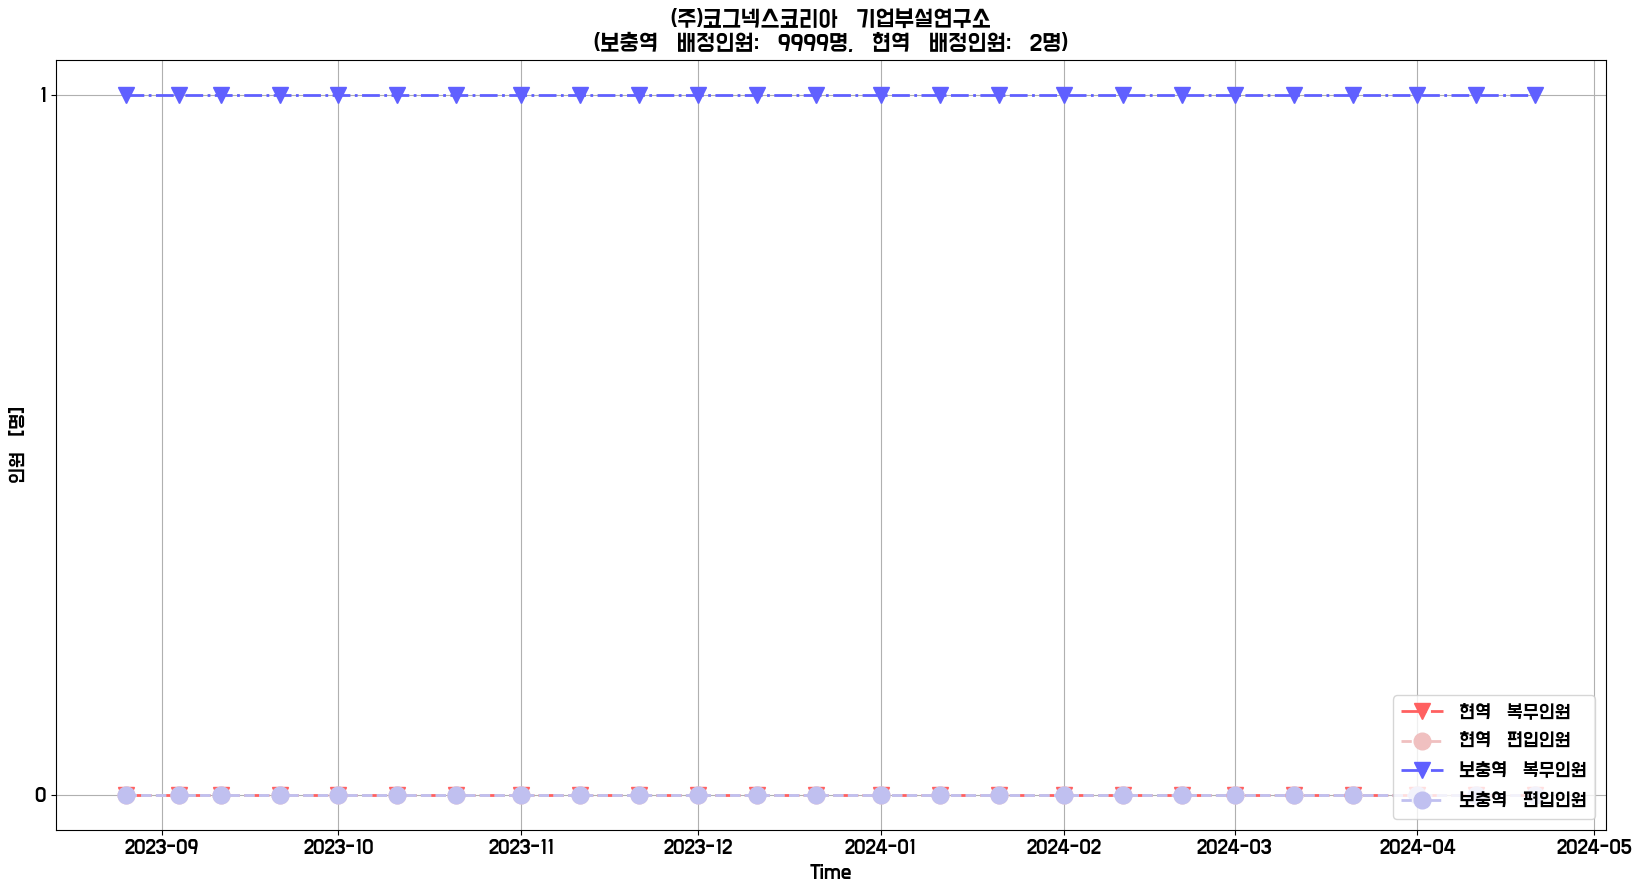 (주)코그넥스코리아 기업부설연구소
(보충역 배정인원: 9999명, 현역 배정인원: 2명)
1
0
인원 [명]
2023-09 2023-10 2023-11 2023-12 2024-01 2024-02 2024-03 2024-04 2024-05
Time
현역 복무인원
현역 편입인원
보충역 복무인원
보충역 편입인원